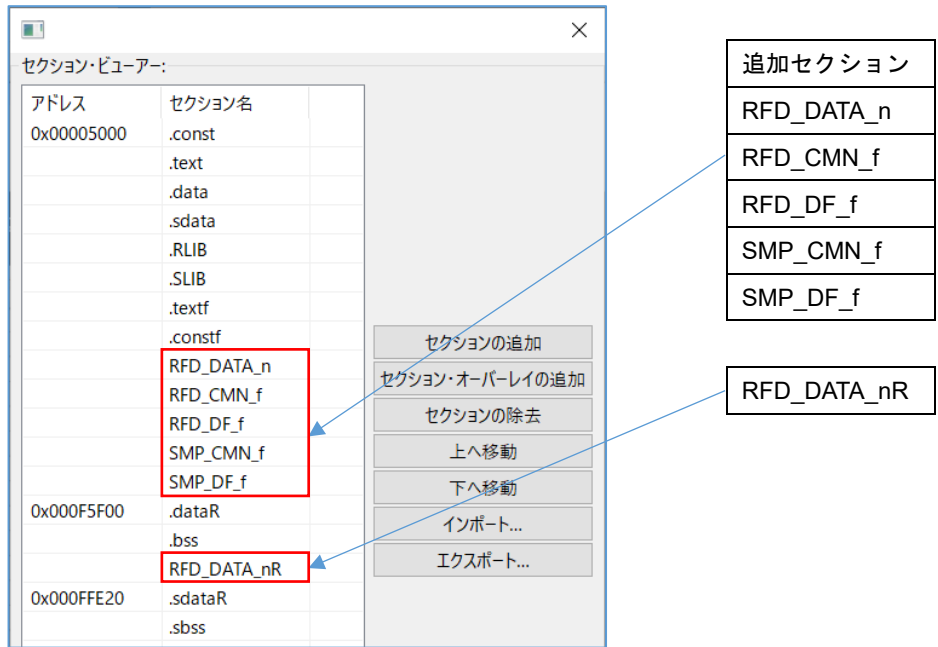 セクション・ビューアー:
アドレス セクション名
0x00005000 .const
.text
.data
.sdata
.RLIB
.SLIB
.textf
.constf
RFD_DATA_n
RFD_CMN_f
RFD_DF_f
SMP_CMN_f
SMP_DF_f
0x000F5F00 .dataR
.bss
RFD_DATA_nR
0x000FFE20 .sdataR
.sbss
セクションの追加
セクション・オーバーレイの追加
セクションの除去
上へ移動
下へ移動
インポート...
エクスポート...
追加セクション
RFD_DATA_n
RFD_CMN_f
RFD_DF_f
SMP_CMN_f
SMP_DF_f
RFD_DATA_nR